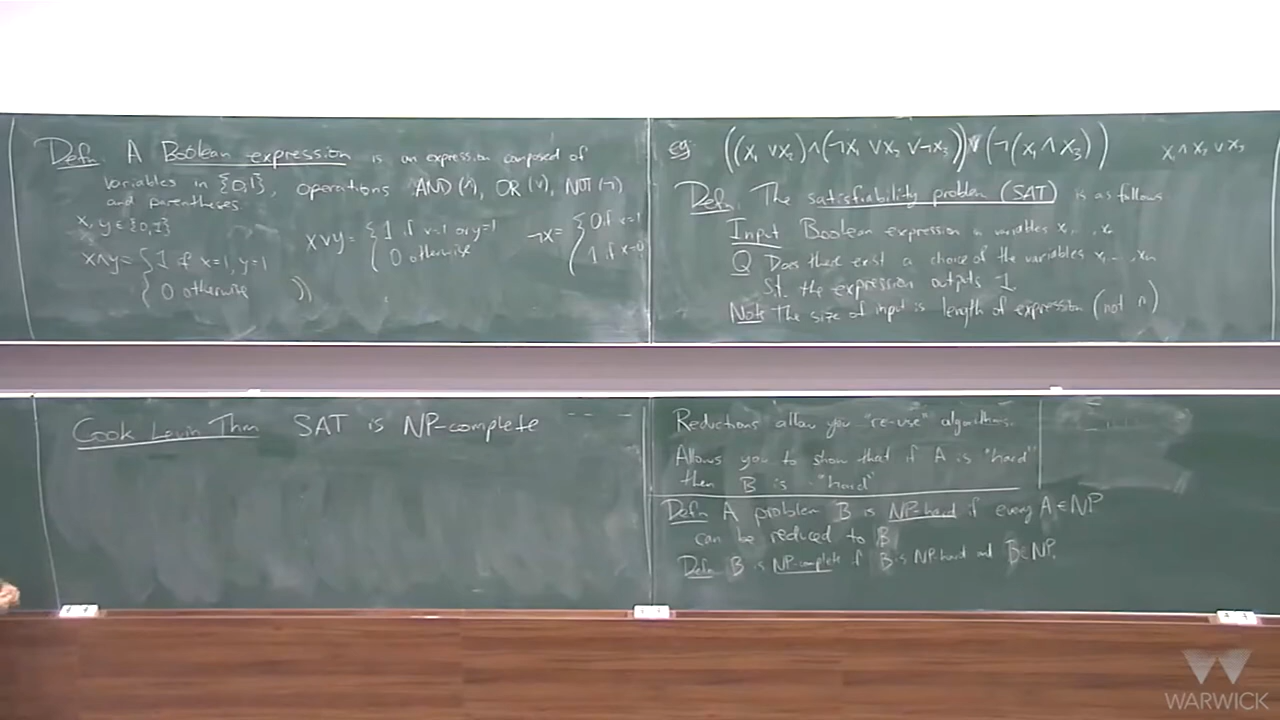 Defn A Boolean expression is an expression composed of
variables in {0,1}, operations AND (∧), OR (∨), NOT (¬)
and parentheses
x, y ∈ {0,1}
x∧y = { 1 if x=1, y=1
{ 0 otherwise
x∨y = { 1 if x=1 or y=1
{ 0 otherwise
¬x = { 0 if x=1
{ 1 if x=0
eg ((x₁ ∨x₂)∧(¬x₁ ∨x₂ ∨¬x₃))∨(¬(x₁ ∧ x₃))
x₁∧x₂ ∨x₃
Defn. The satisfiability problem (SAT) is as follows
Input Boolean expression in variables x₁ ... xₙ
Q Does there exist a choice of the variables x₁...xₙ
s.t. the expression outputs 1
Note The size of input is length of expression (not n)
Cook Levin Thm SAT is NP-complete
Reductions allow you "re-use" algorithms.
Allows you to show that if A is "hard"
then B is "hard"
Defn A problem B is NP-hard if every A∈NP
can be reduced to B
Defn B is NP-complete if B is NP-hard and B∈NP.
WARWICK